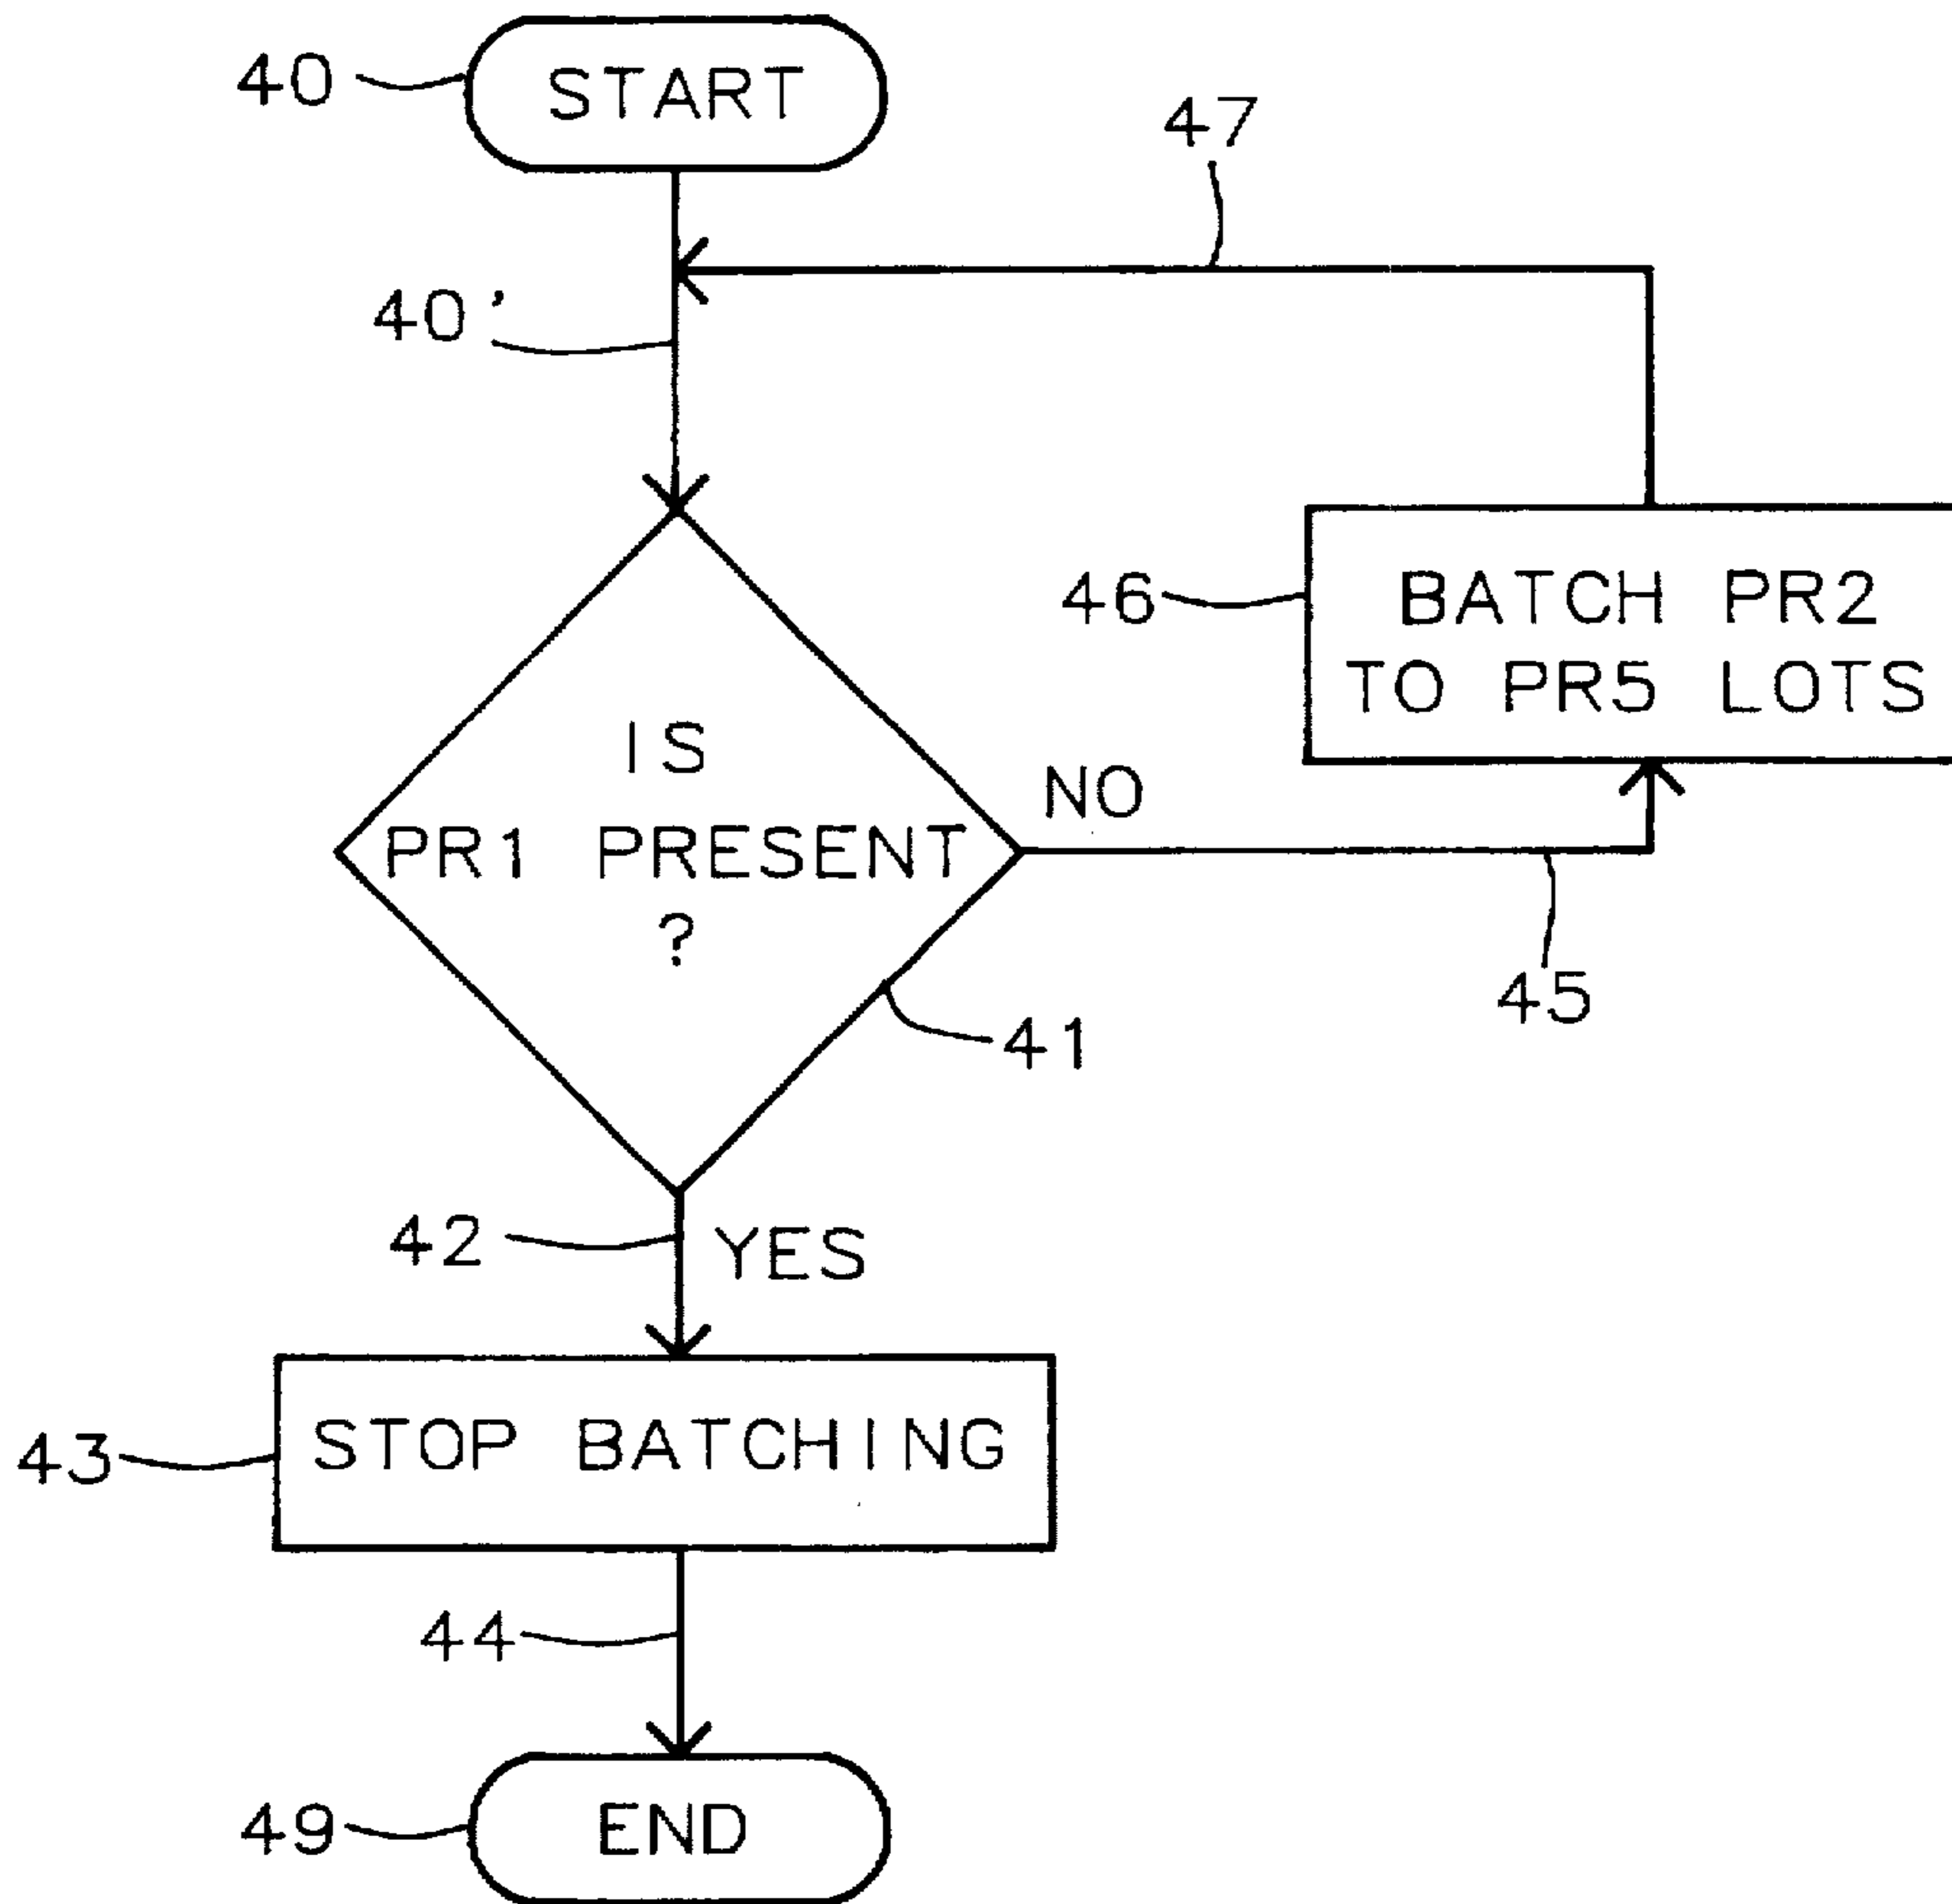 40
START
47
40'
46
BATCH PR2
TO PR5 LOTS
IS
PR1 PRESENT
?
NO
45
41
42
YES
43
STOP BATCHING
44
49
END